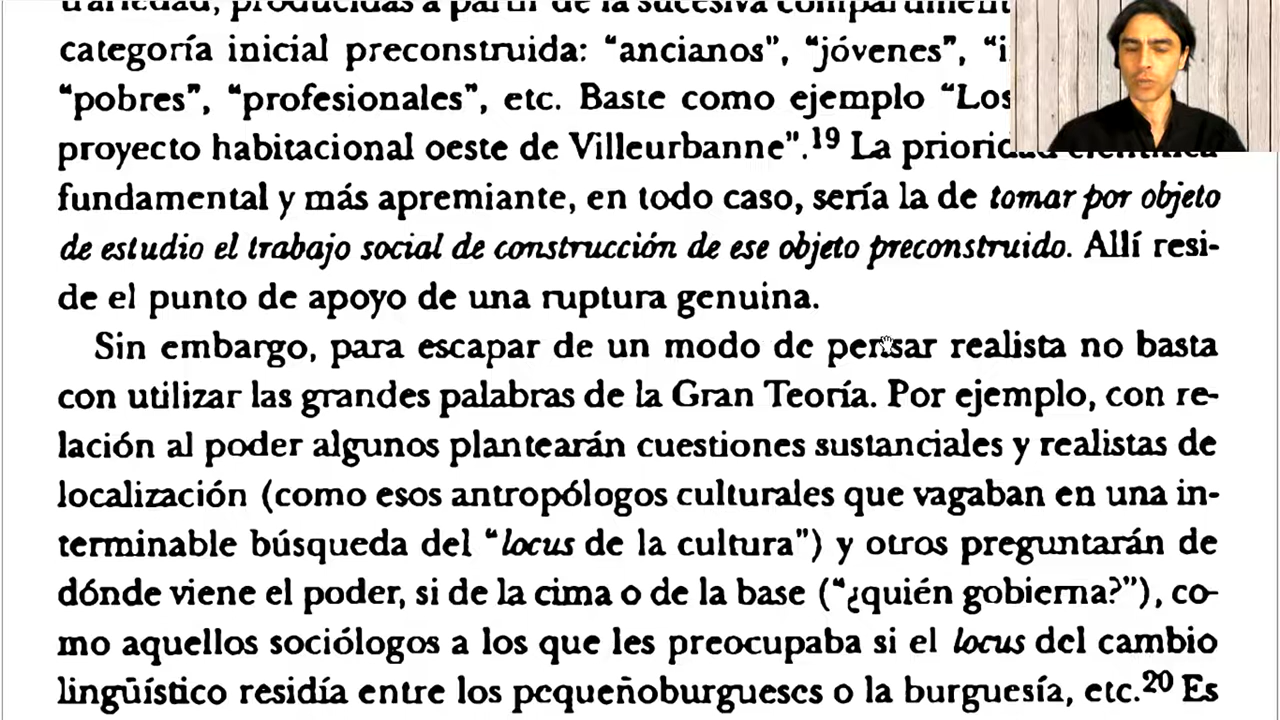 producidas a partir de la sucesiva
categoría inicial preconstruida: “ancianos”, “jóvenes”,
“pobres”, “profesionales”, etc. Baste como ejemplo “Los
proyecto habitacional oeste de Villeurbanne”.19 La
fundamental y más apremiante, en todo caso, sería la de tomar por objeto
de estudio el trabajo social de construcción de ese objeto preconstruido. Allí resi-
de el punto de apoyo de una ruptura genuina.
Sin embargo, para escapar de un modo de pensar realista no basta
con utilizar las grandes palabras de la Gran Teoría. Por ejemplo, con re-
lación al poder algunos plantearán cuestiones sustanciales y realistas de
localización (como esos antropólogos culturales que vagaban en una in-
terminable búsqueda del “locus de la cultura”) y otros preguntarán de
dónde viene el poder, si de la cima o de la base (“¿quién gobierna?”), co-
mo aquellos sociólogos a los que les preocupaba si el locus del cambio
lingüístico residía entre los pequeñoburgueses o la burguesía, etc.20 Es